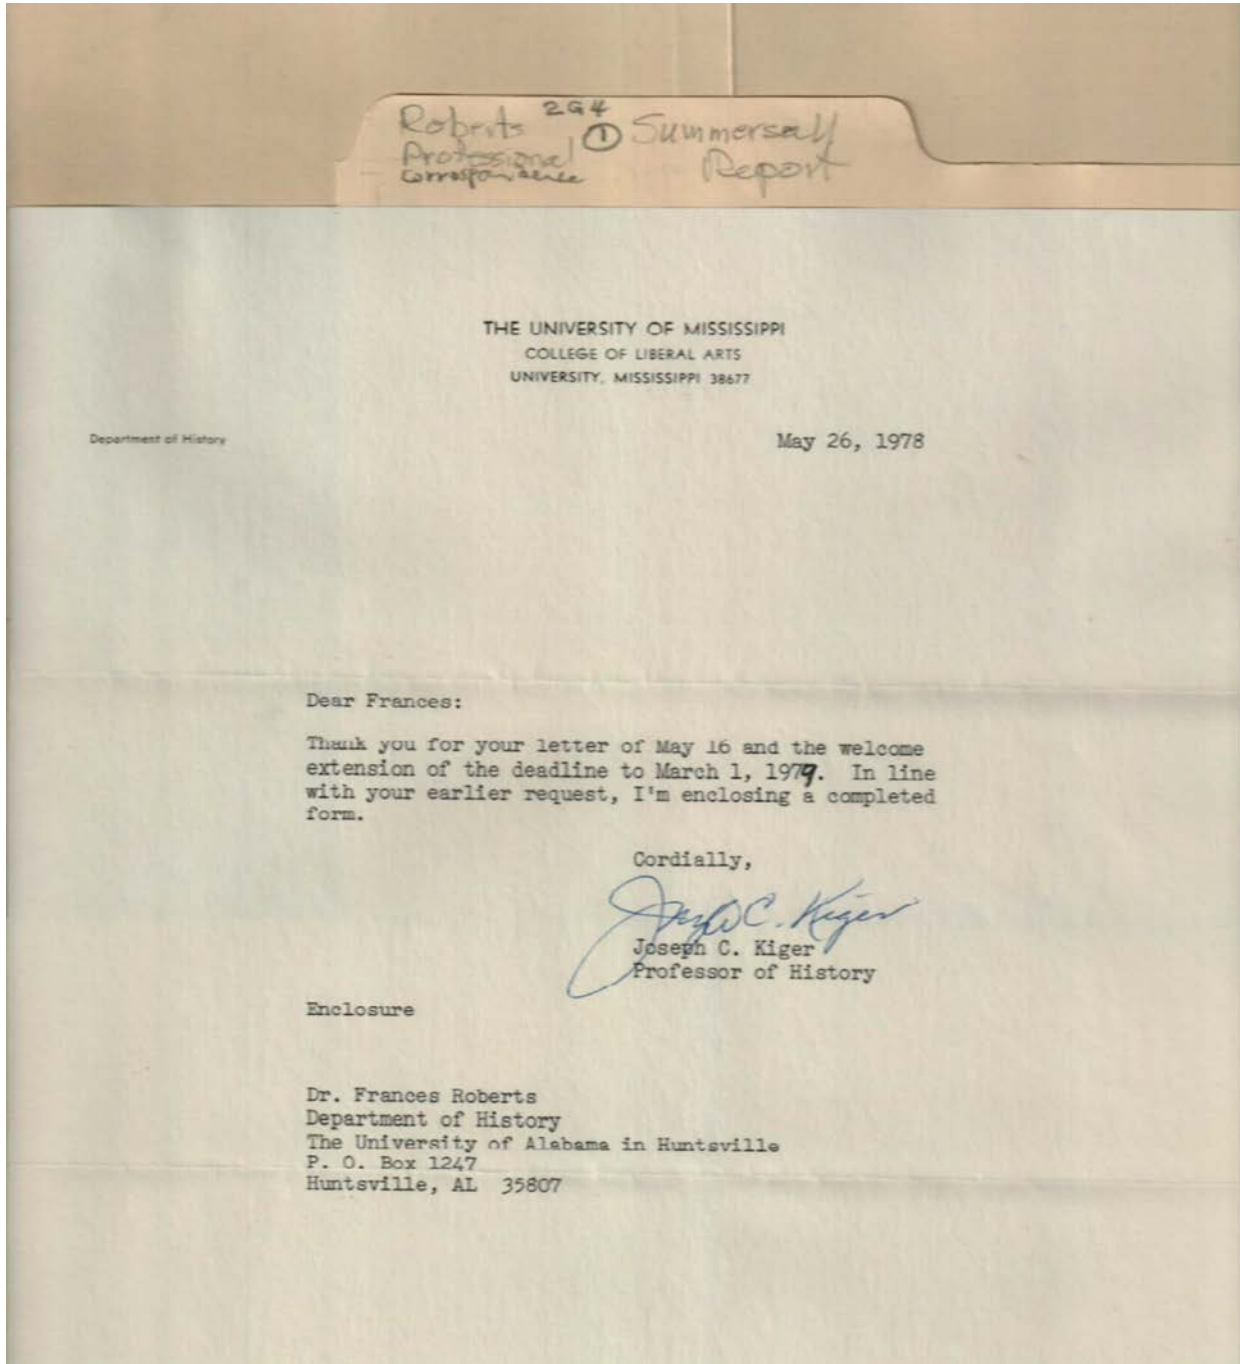 2G4
Roberts ① Summersell
Professional Report
Correspondence
THE UNIVERSITY OF MISSISSIPPI
COLLEGE OF LIBERAL ARTS
UNIVERSITY, MISSISSIPPI 38677
Department of History May 26, 1978
Dear Frances:
Thank you for your letter of May 16 and the welcome
extension of the deadline to March 1, 1979. In line
with your earlier request, I'm enclosing a completed
form.
Cordially,
Joseph C. Kiger
Joseph C. Kiger
Professor of History
Enclosure
Dr. Frances Roberts
Department of History
The University of Alabama in Huntsville
P. O. Box 1247
Huntsville, AL 35807